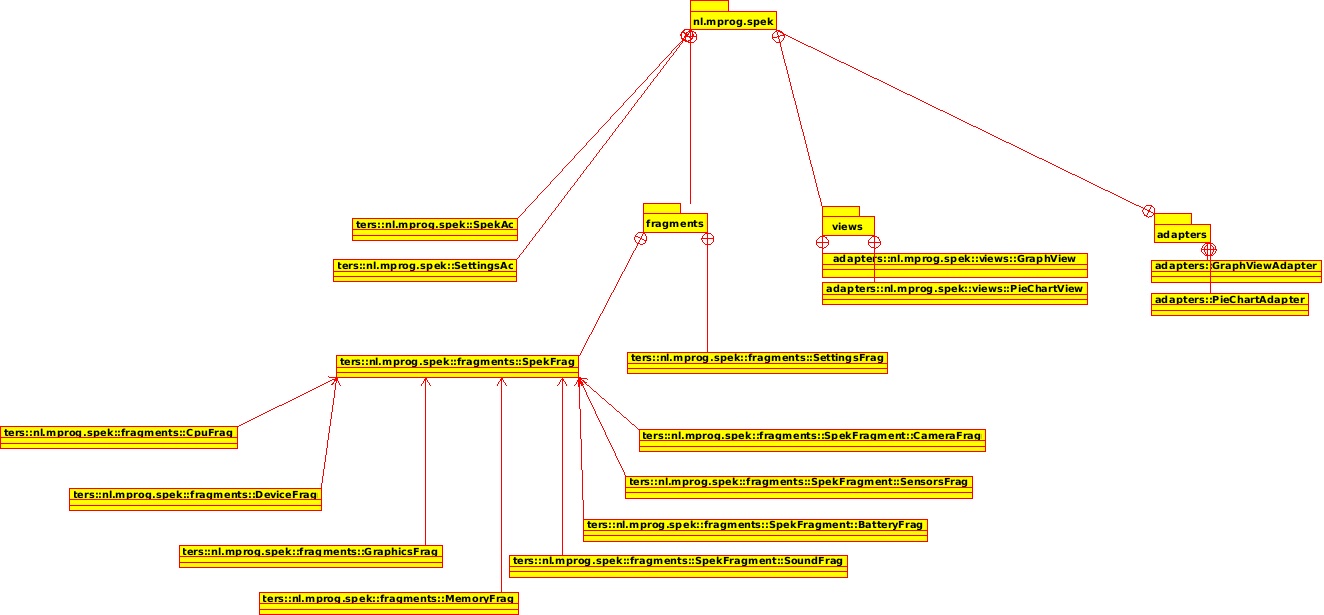 nl.mprog.spek
ters::nl.mprog.spek::SpekAc
fragments
views
adapters
ters::nl.mprog.spek::SettingsAc
adapters::nl.mprog.spek::views::GraphView
adapters::GraphViewAdapter
adapters::nl.mprog.spek::views::PieChartView
adapters::PieChartAdapter
ters::nl.mprog.spek::fragments::SpekFrag
ters::nl.mprog.spek::fragments::SettingsFrag
ters::nl.mprog.spek::fragments::CpuFrag
ters::nl.mprog.spek::fragments::SpekFragment::CameraFrag
ters::nl.mprog.spek::fragments::SpekFragment::SensorsFrag
ters::nl.mprog.spek::fragments::DeviceFrag
ters::nl.mprog.spek::fragments::SpekFragment::BatteryFrag
ters::nl.mprog.spek::fragments::GraphicsFrag
ters::nl.mprog.spek::fragments::SpekFragment::SoundFrag
ters::nl.mprog.spek::fragments::MemoryFrag